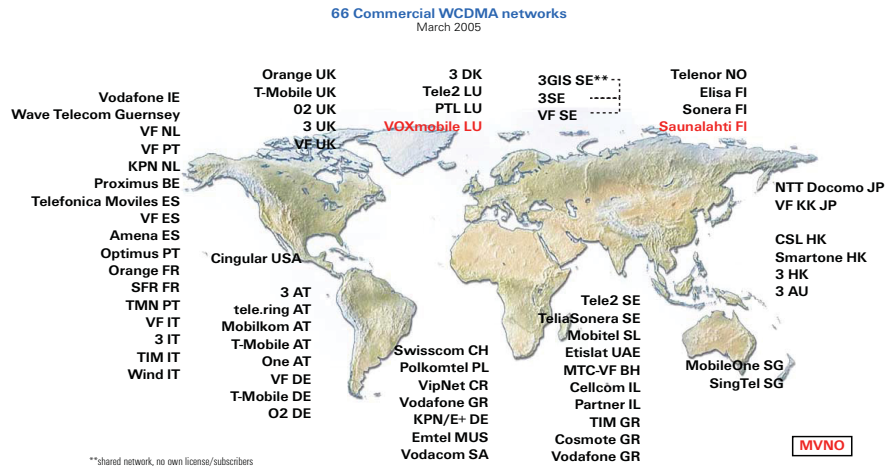 66 Commercial WCDMA networks
March 2005
Vodafone IE
Wave Telecom Guernsey
VF NL
VF PT
KPN NL
Proximus BE
Telefonica Moviles ES
VF ES
Amena ES
Optimus PT
Orange FR
SFR FR
TMN PT
VF IT
3 IT
TIM IT
Wind IT
Orange UK
T-Mobile UK
02 UK
3 UK
VF UK
Cingular USA
3 AT
tele.ring AT
Mobilkom AT
T-Mobile AT
One AT
VF DE
T-Mobile DE
O2 DE
3 DK
Tele2 LU
PTL LU
VOXmobile LU
Swisscom CH
Polkomtel PL
VipNet CR
Vodafone GR
KPN/E+ DE
Emtel MUS
Vodacom SA
3GIS SE**
3SE
VF SE
Tele2 SE
TeliaSonera SE
Mobitel SL
Etislat UAE
MTC-VF BH
Cellcom IL
Partner IL
TIM GR
Cosmote GR
Vodafone GR
Telenor NO
Elisa FI
Sonera FI
Saunalahti FI
NTT Docomo JP
VF KK JP
CSL HK
Smartone HK
3 HK
3 AU
MobileOne SG
SingTel SG
MVNO
**shared network, no own license/subscribers